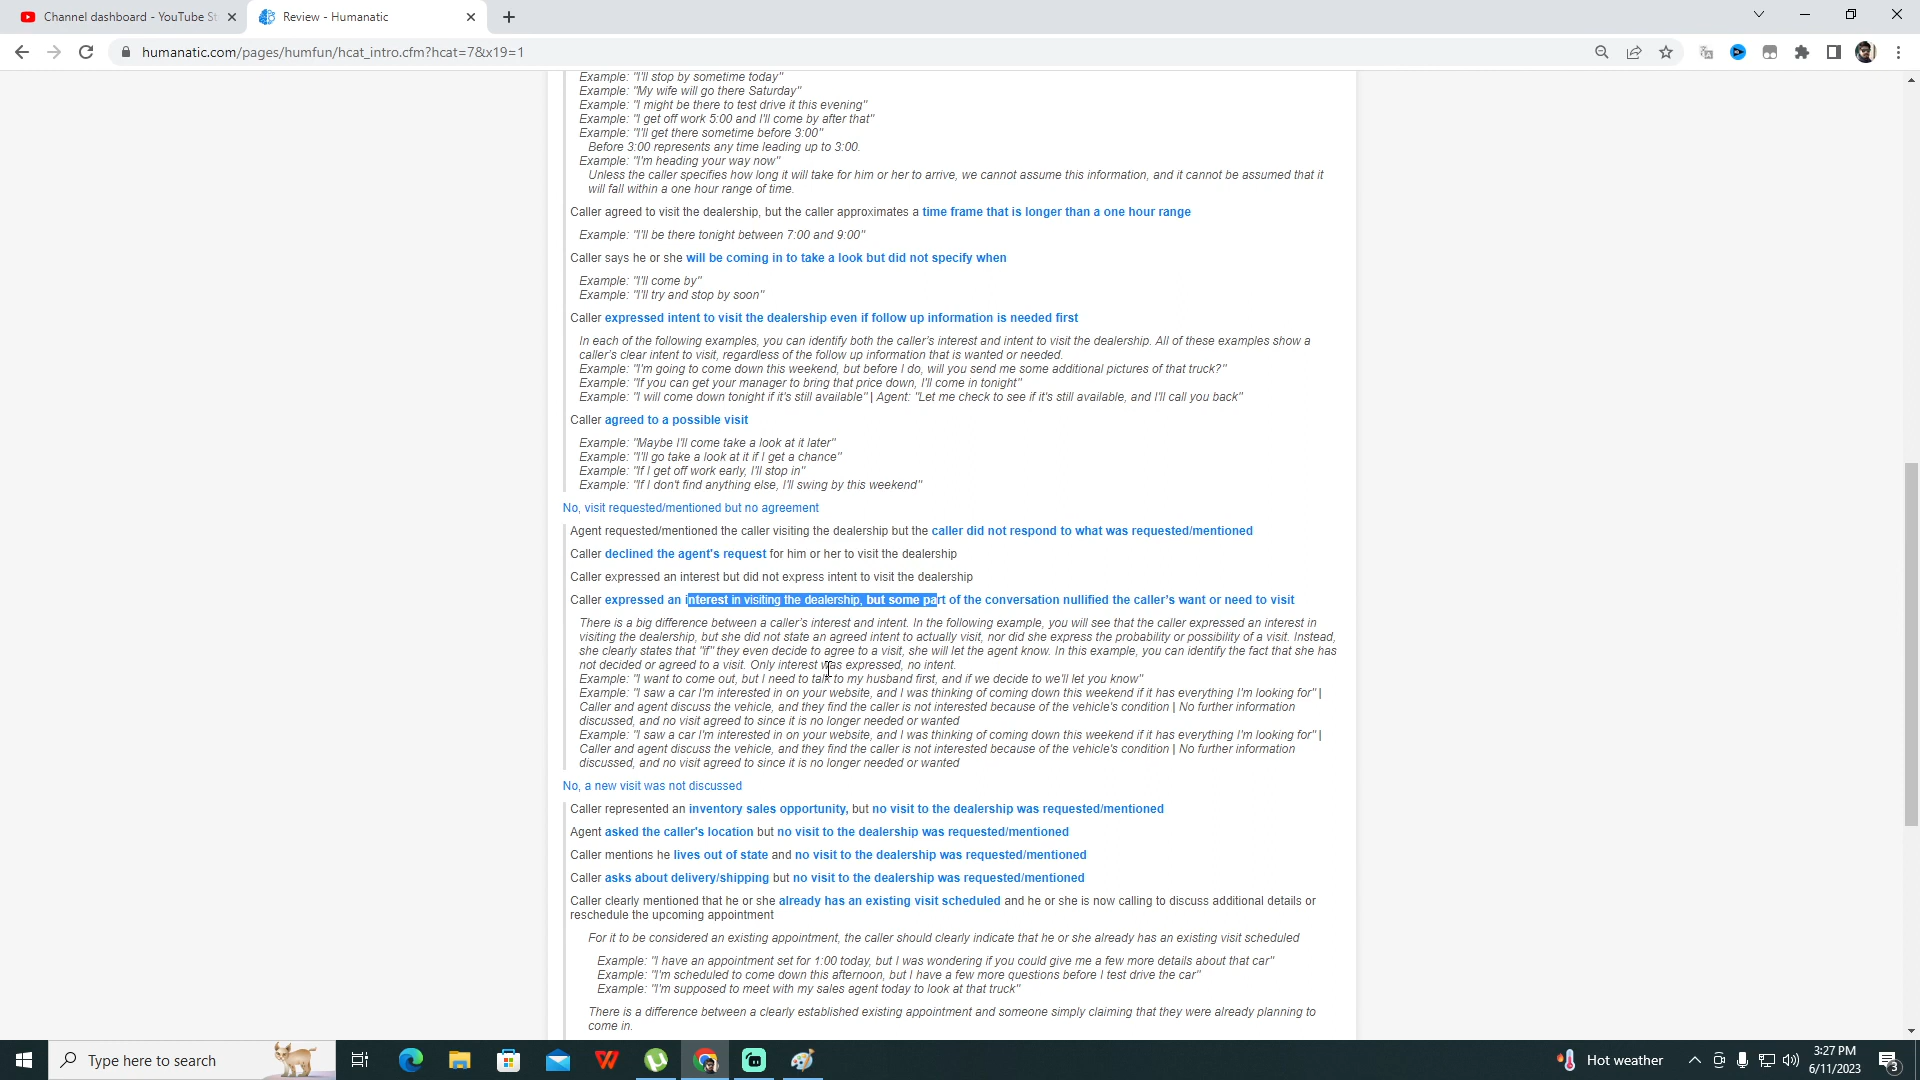 Channel dashboard - YouTube St
Review - Humanatic
humanatic.com/pages/humfun/hcat_intro.cfm?hcat=7&x19=1
Example: "I'll stop by sometime today"
Example: "My wife will go there Saturday"
Example: "I might be there to test drive it this evening"
Example: "I get off work 5:00 and I'll come by after that"
Example: "I'll get there sometime before 3:00"
Before 3:00 represents any time leading up to 3:00.
Example: "I'm heading your way now"
Unless the caller specifies how long it will take for him or her to arrive, we cannot assume this information, and it cannot be assumed that it
will fall within a one hour range of time.
Caller agreed to visit the dealership, but the caller approximates a time frame that is longer than a one hour range
Example: "I'll be there tonight between 7:00 and 9:00"
Caller says he or she will be coming in to take a look but did not specify when
Example: "I'll come by"
Example: "I'll try and stop by soon"
Caller expressed intent to visit the dealership even if follow up information is needed first
In each of the following examples, you can identify both the caller's interest and intent to visit the dealership. All of these examples show a
caller's clear intent to visit, regardless of the follow up information that is wanted or needed.
Example: "I'm going to come down this weekend, but before I do, will you send me some additional pictures of that truck?"
Example: "If you can get your manager to bring that price down, I'll come in tonight"
Example: "I will come down tonight if it's still available" | Agent: "Let me check to see if it's still available, and I'll call you back"
Caller agreed to a possible visit
Example: "Maybe I'll come take a look at it later"
Example: "I'll go take a look at it if I get a chance"
Example: "If I get off work early, I'll stop in"
Example: "If I don't find anything else, I'll swing by this weekend"
No, visit requested/mentioned but no agreement
Agent requested/mentioned the caller visiting the dealership but the caller did not respond to what was requested/mentioned
Caller declined the agent's request for him or her to visit the dealership
Caller expressed an interest but did not express intent to visit the dealership
Caller expressed an interest in visiting the dealership, but some part of the conversation nullified the caller's want or need to visit
There is a big difference between a caller's interest and intent. In the following example, you will see that the caller expressed an interest in
visiting the dealership, but she did not state an agreed intent to actually visit, nor did she express the probability or possibility of a visit. Instead,
she clearly states that "if" they even decide to agree to a visit, she will let the agent know. In this example, you can identify the fact that she has
not decided or agreed to a visit. Only interest was expressed, no intent.
Example: "I want to come out, but I need to talk to my husband first, and if we decide to we'll let you know"
Example: "I saw a car I'm interested in on your website, and I was thinking of coming down this weekend if it has everything I'm looking for" |
Caller and agent discuss the vehicle, and they find the caller is not interested because of the vehicle's condition | No further information
discussed, and no visit agreed to since it is no longer needed or wanted
Example: "I saw a car I'm interested in on your website, and I was thinking of coming down this weekend if it has everything I'm looking for" |
Caller and agent discuss the vehicle, and they find the caller is not interested because of the vehicle's condition | No further information
discussed, and no visit agreed to since it is no longer needed or wanted
No, a new visit was not discussed
Caller represented an inventory sales opportunity, but no visit to the dealership was requested/mentioned
Agent asked the caller's location but no visit to the dealership was requested/mentioned
Caller mentions he lives out of state and no visit to the dealership was requested/mentioned
Caller asks about delivery/shipping but no visit to the dealership was requested/mentioned
Caller clearly mentioned that he or she already has an existing visit scheduled and he or she is now calling to discuss additional details or
reschedule the upcoming appointment
For it to be considered an existing appointment, the caller should clearly indicate that he or she already has an existing visit scheduled
Example: "I have an appointment set for 1:00 today, but I was wondering if you could give me a few more details about that car"
Example: "I'm scheduled to come down this afternoon, but I have a few more questions before I test drive the car"
Example: "I'm supposed to meet with my sales agent today to look at that truck"
There is a difference between a clearly established existing appointment and someone simply claiming that they were already planning to
come in.
Type here to search
Hot weather
3:27 PM
6/11/2023
3